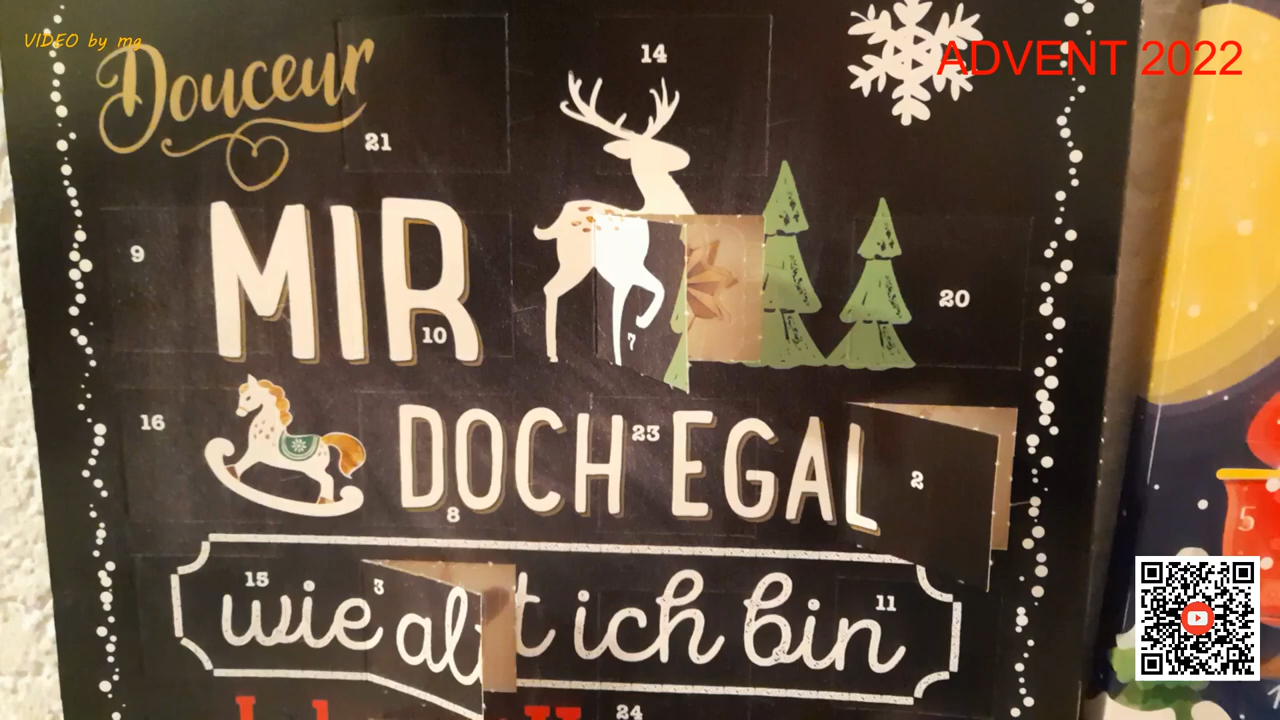 VIDEO by mg
ADVENT 2022
Douceur
14
21
MIR
9
10
7
20
16
DOCH EGAL
23
2
8
wie alt ich bin
15
3
11
5
24